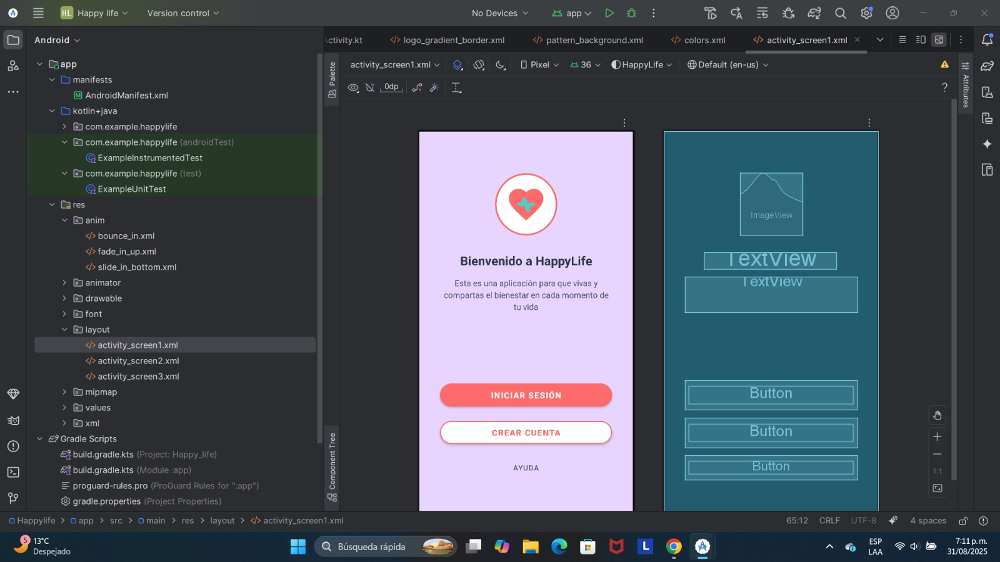 HL Happy life
Version control
No Devices
app
Android
ctivity.kt
logo_gradient_border.xml
pattern_background.xml
colors.xml
activity_screen1.xml
app
manifests
AndroidManifest.xml
kotlin+java
com.example.happylife
com.example.happylife (androidTest)
ExampleInstrumentedTest
com.example.happylife (test)
ExampleUnitTest
res
anim
bounce_in.xml
fade_in_up.xml
slide_in_bottom.xml
animator
drawable
font
layout
activity_screen1.xml
activity_screen2.xml
activity_screen3.xml
mipmap
values
xml
Gradle Scripts
build.gradle.kts (Project: Happy_life)
build.gradle.kts (Module :app)
proguard-rules.pro (ProGuard Rules for ":app")
gradle.properties (Project Properties)
Palette
Component Tree
activity_screen1.xml
Pixel
36
HappyLife
Default (en-us)
0dp
?
Attributes
Bienvenido a HappyLife
Esta es una aplicación para que vivas y
compartas el bienestar en cada momento de
tu vida
INICIAR SESIÓN
CREAR CUENTA
AYUDA
ImageView
TextView
TextView
Button
Button
Button
1:1
Happylife > app > src > main > res > layout > activity_screen1.xml
65:12
CRLF
UTF-8
4 spaces
5
13°C
Despejado
Búsqueda rápida
L
ESP
LAA
7:11 p.m.
31/08/2025